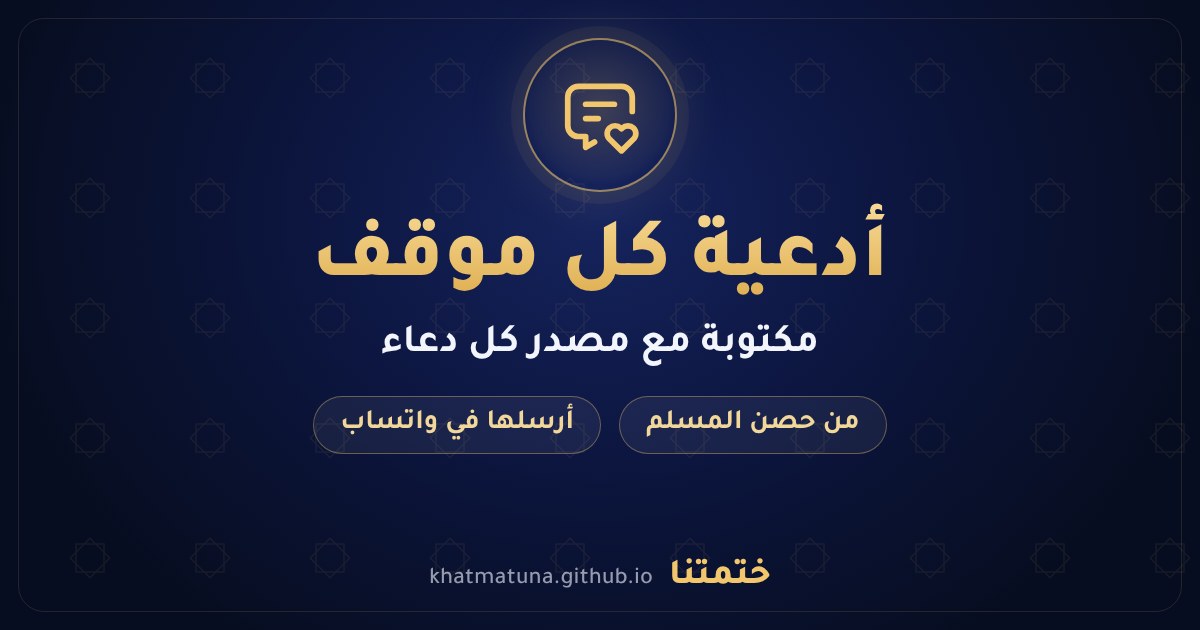 أدعية كل موقف
مكتوبة مع مصدر كل دعاء
من حصن المسلم
أرسلها في واتساب
ختمتنا khatmatuna.github.io